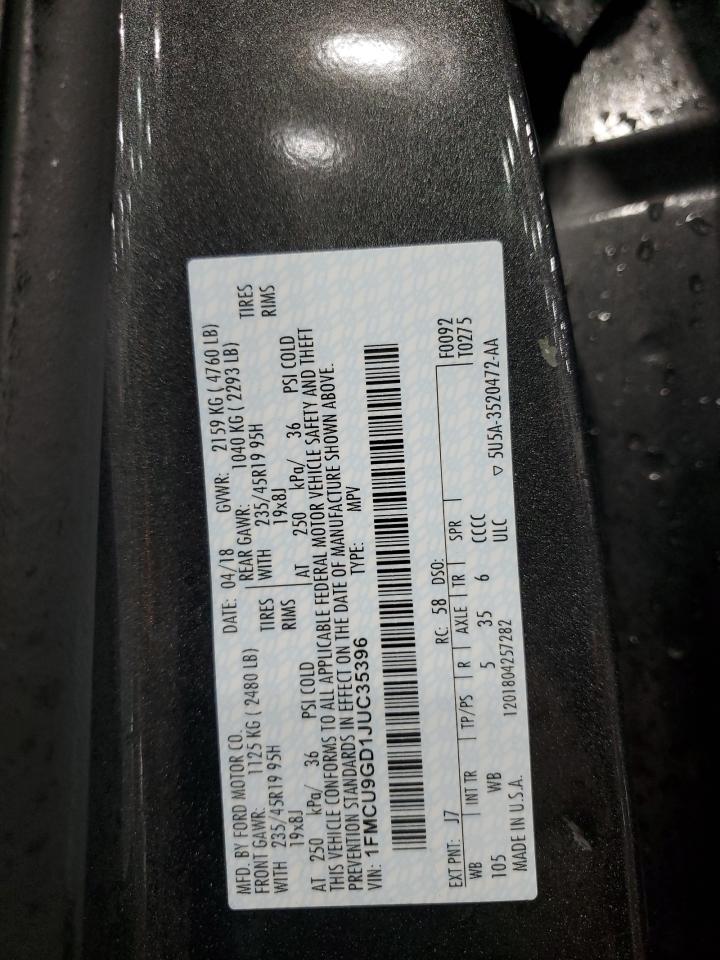 MFD. BY FORD MOTOR CO. DATE: 04/18 GVWR: 2159 KG ( 4760 LB)
FRONT GAWR: 1125 KG ( 2480 LB) REAR GAWR: 1040 KG ( 2293 LB)
WITH 235/45R19 95H TIRES WITH 235/45R19 95H TIRES
19x8J RIMS 19x8J RIMS
AT 250 kPa/ 36 PSI COLD AT 250 kPa/ 36 PSI COLD
THIS VEHICLE CONFORMS TO ALL APPLICABLE FEDERAL MOTOR VEHICLE SAFETY AND THEFT
PREVENTION STANDARDS IN EFFECT ON THE DATE OF MANUFACTURE SHOWN ABOVE.
VIN: 1FMCU9GD1JUC35396 TYPE: MPV
EXT PNT: J7 RC: 58 DSO: F0092
WB INT TR TP/PS R AXLE TR SPR T0275
105 WB 5 35 6 CCCC
MADE IN U.S.A. 1201804257282 ULC ▽ 5U5A-3520472-AA